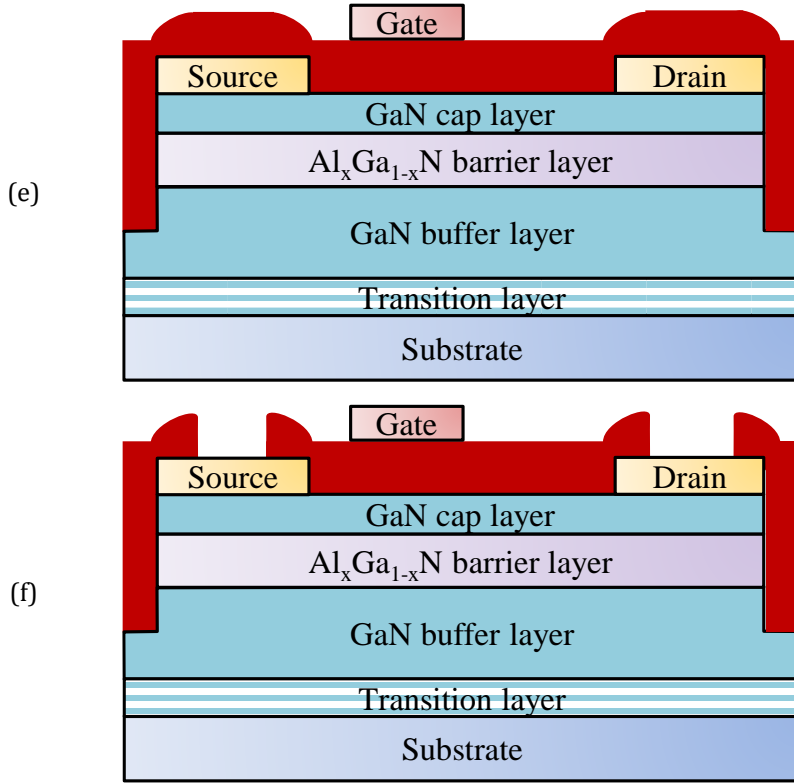 Gate
Source
Drain
GaN cap layer
AlₓGa₁₋ₓN barrier layer
(e)
GaN buffer layer
Transition layer
Substrate
Gate
Source
Drain
GaN cap layer
AlₓGa₁₋ₓN barrier layer
(f)
GaN buffer layer
Transition layer
Substrate